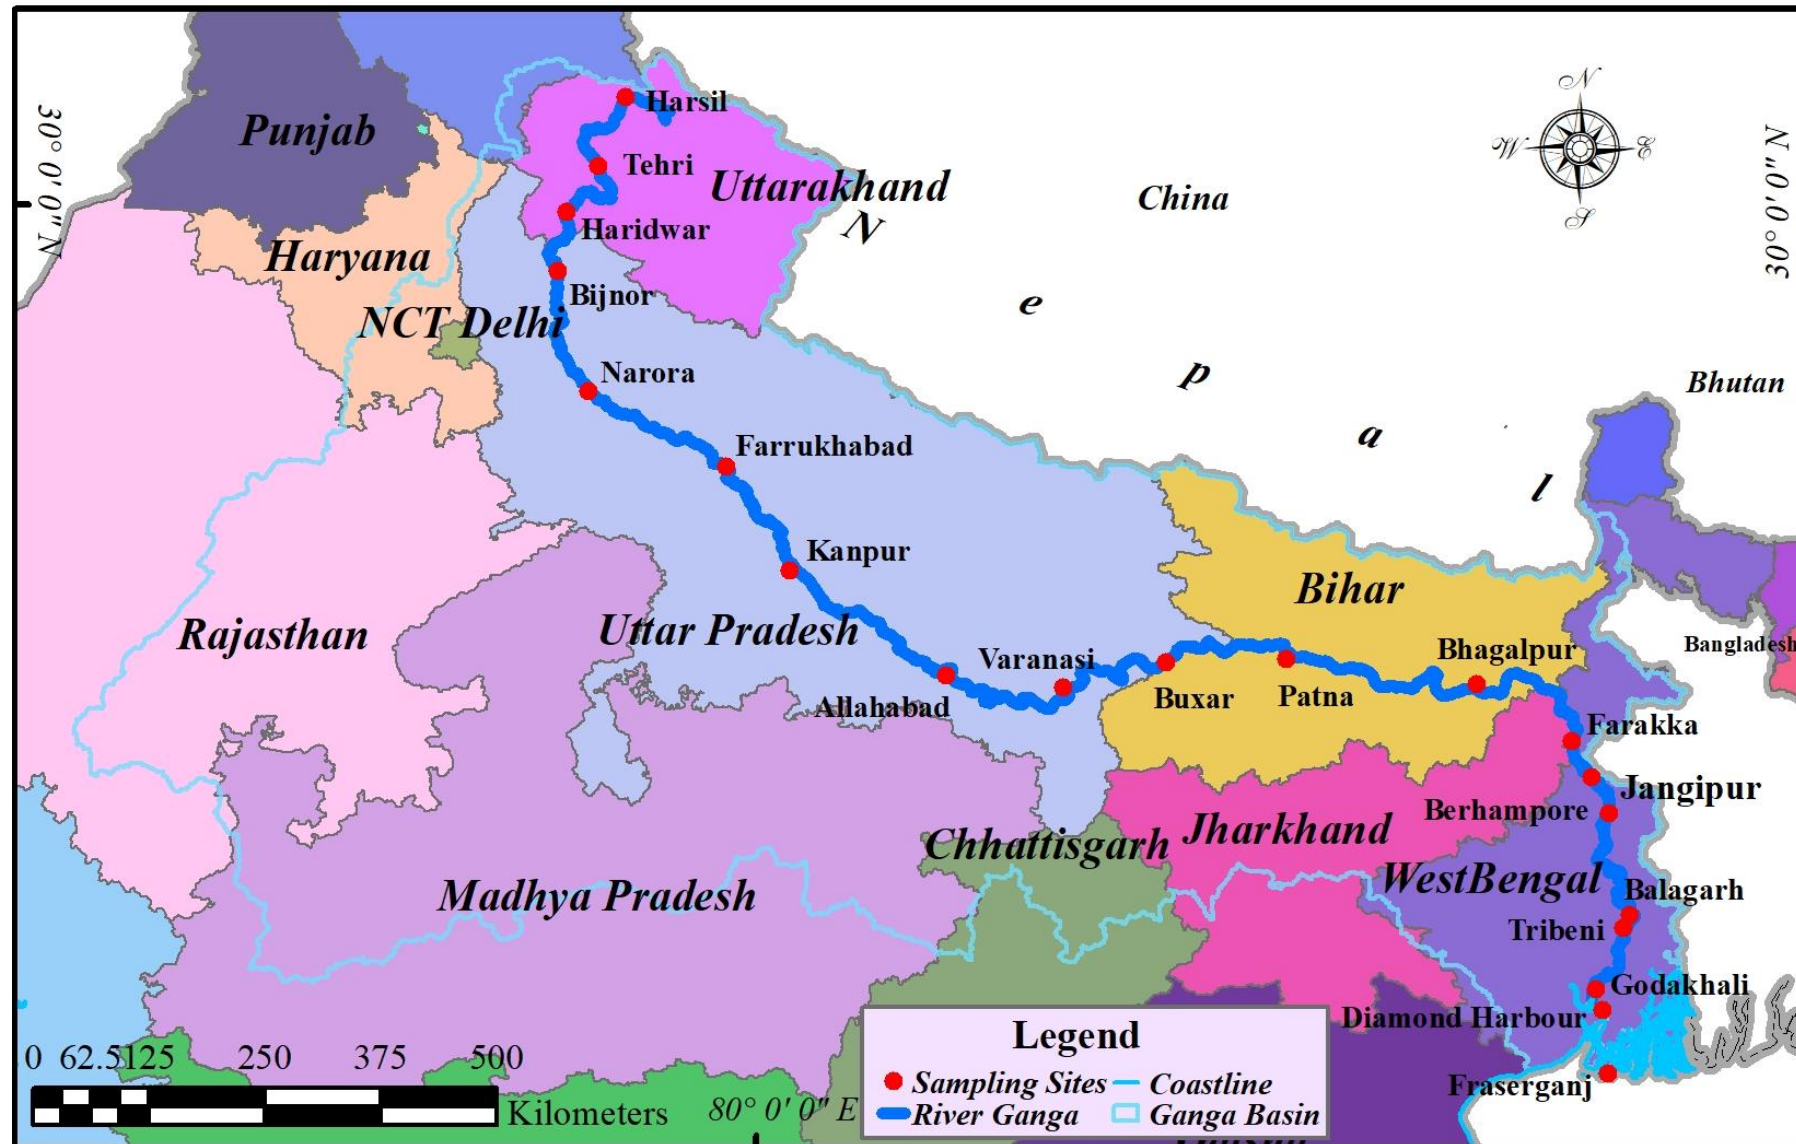 N
W
E
S
30° 0' 0" N
30° 0' 0" N
Punjab
Harsil
Tehri
Uttarakhand
China
N
e
p
a
l
Haridwar
Haryana
Bijnor
NCT Delhi
Narora
Bhutan
Farrukhabad
Kanpur
Bihar
Rajasthan
Uttar Pradesh
Varanasi
Bhagalpur
Bangladesh
Allahabad
Buxar
Patna
Farakka
Jangipur
Berhampore
Jharkhand
Chhattisgarh
Madhya Pradesh
WestBengal
Balagarh
Tribeni
Godakhali
Diamond Harbour
Fraserganj
0 62.5125 250 375 500
Kilometers
80° 0' 0" E
Legend
Sampling Sites
Coastline
River Ganga
Ganga Basin